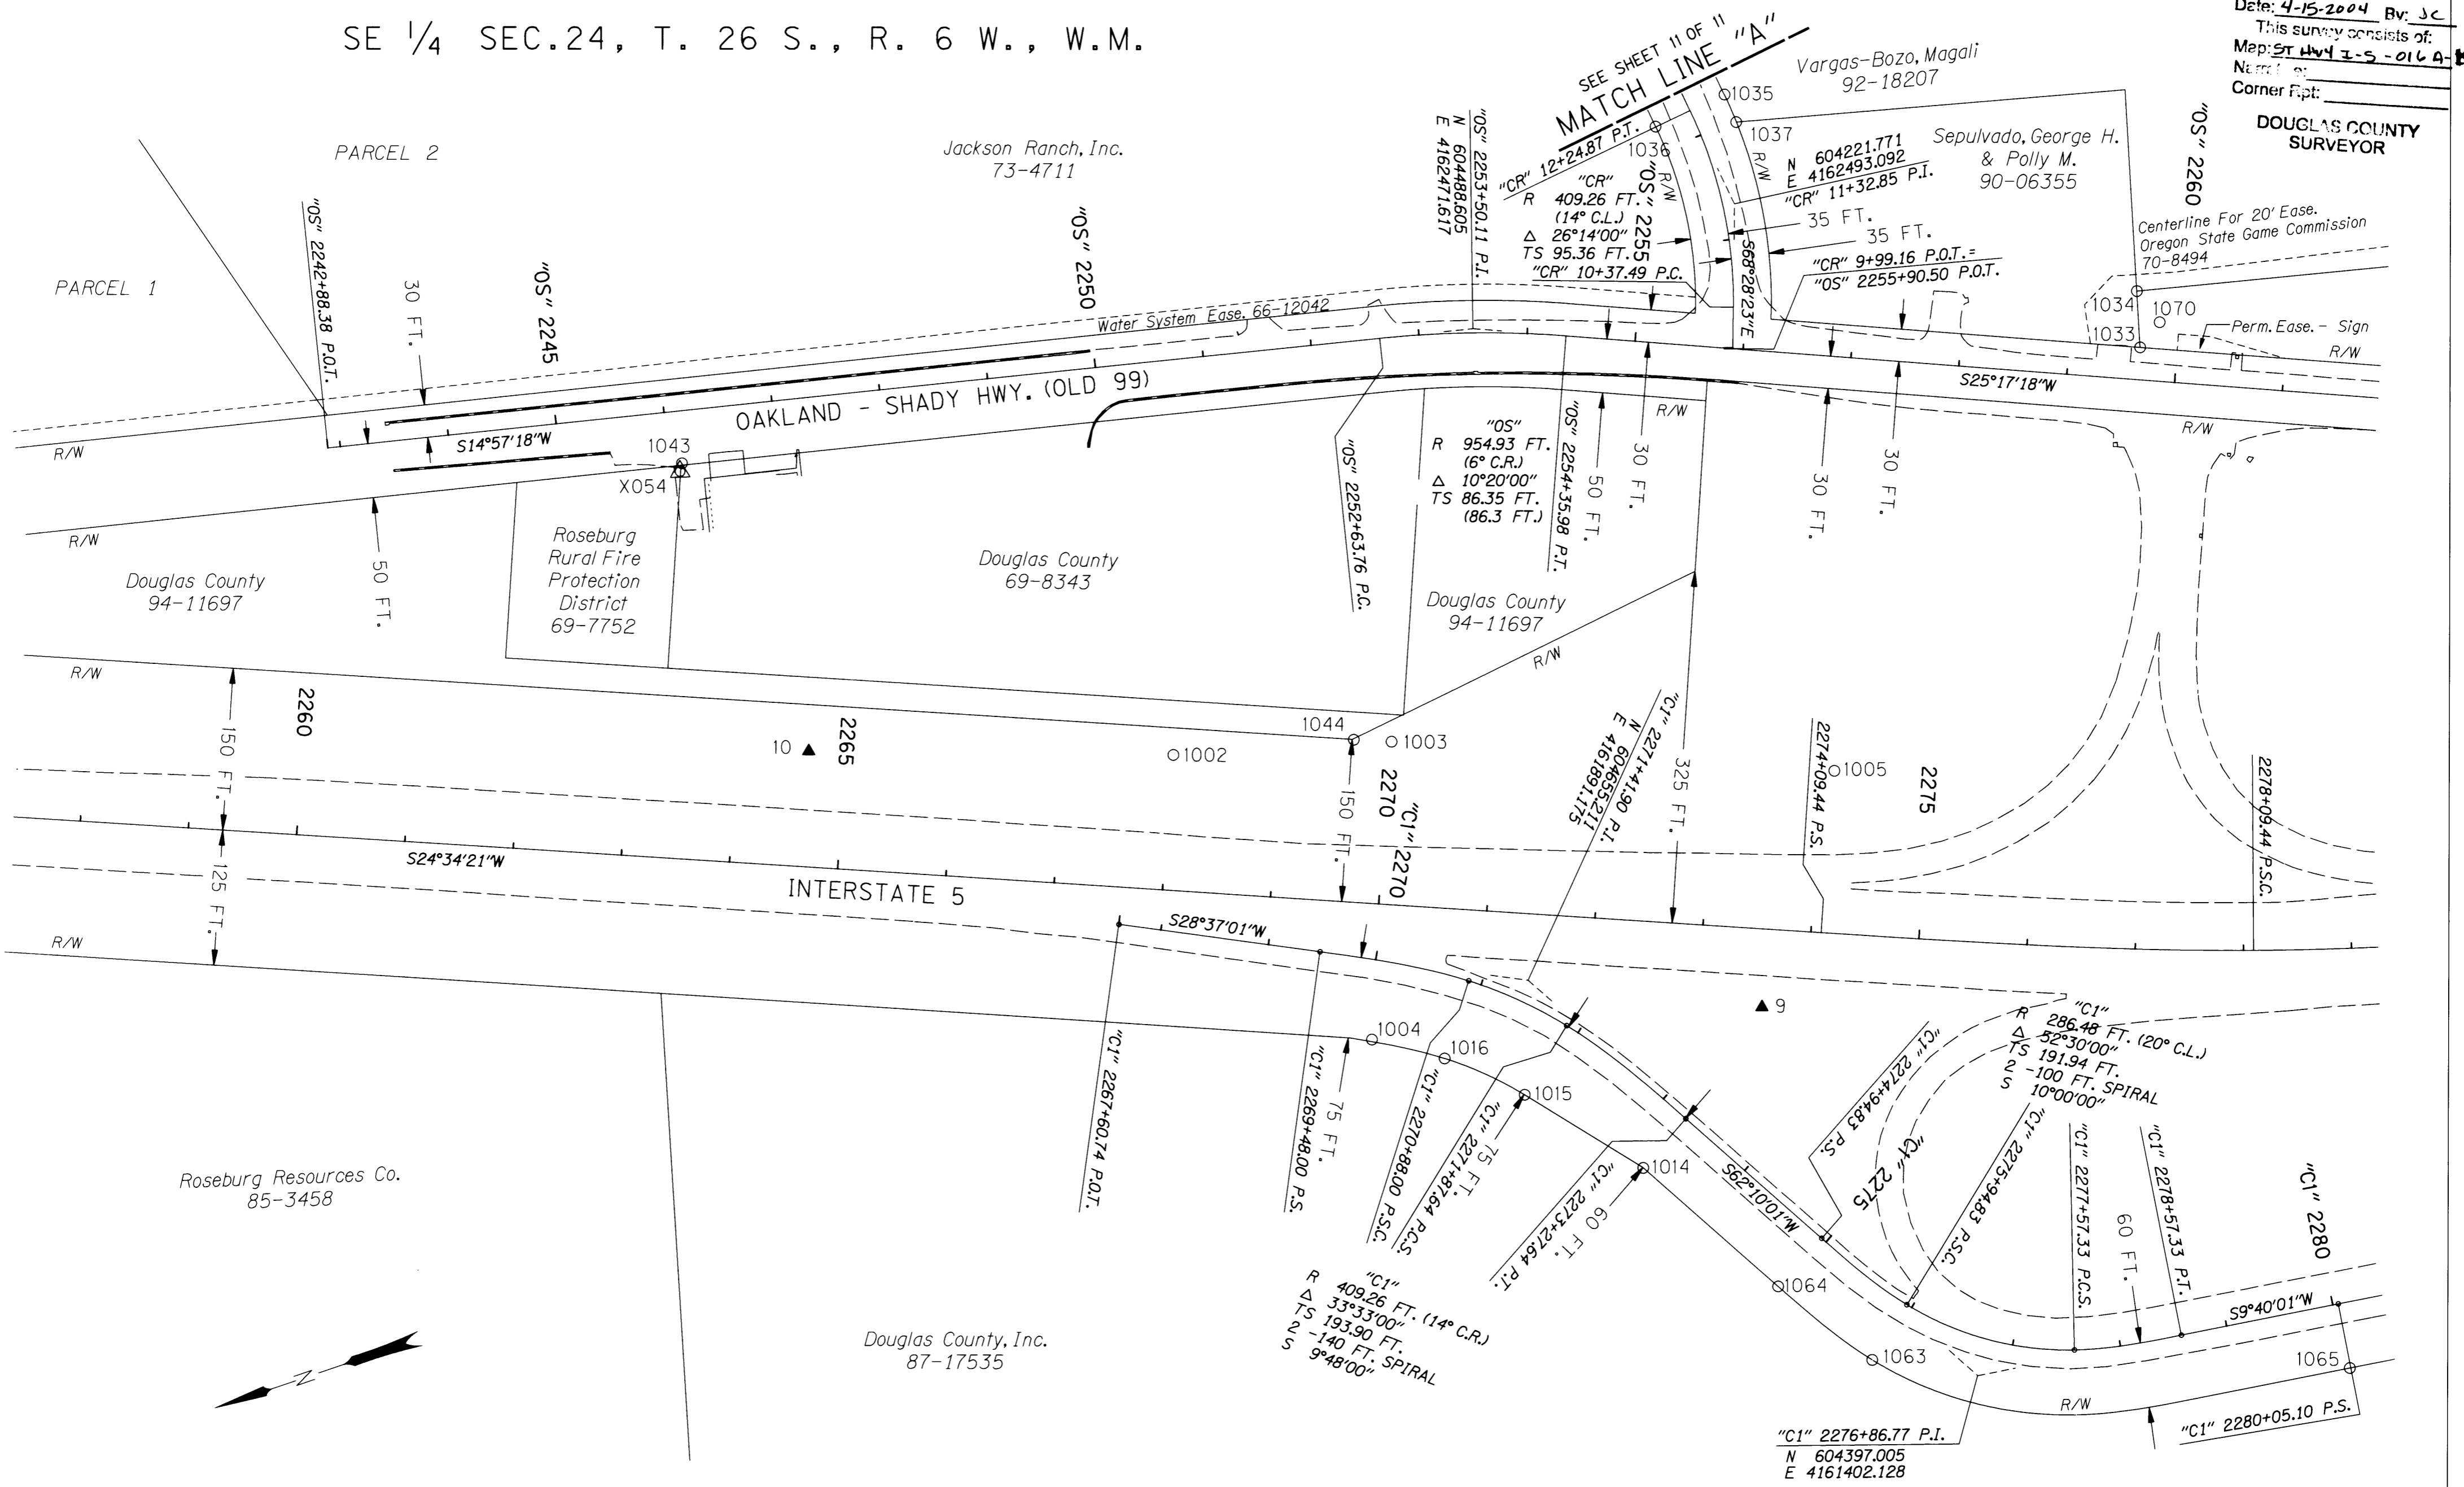 SE 1/4 SEC.24, T. 26 S., R. 6 W., W.M.
Date: 4-15-2004 By: JC
This survey consists of:
Map: ST HWY I-5 -016 A-
Corner Rpt:
DOUGLAS COUNTY
SURVEYOR
SEE SHEET 11 OF 11
MATCH LINE "A"
Vargas-Bozo, Magali
92-18207
1035
1037
1036
R/W
R/W
"CR" 12+24.87 P.T.
Sepulvado, George H.
& Polly M.
90-06355
N 604221.771
E 4162493.092
"CR" 11+32.85 P.I.
35 FT.
35 FT.
"CR" 9+99.16 P.O.T.=
"OS" 2255+90.50 P.O.T.
S68°28'23"E
"OS" 2260
Centerline For 20' Ease.
Oregon State Game Commission
70-8494
1034
1070
1033
Perm. Ease. - Sign
R/W
PARCEL 2
PARCEL 1
Jackson Ranch, Inc.
73-4711
"OS" 2242+88.38 P.O.T.
30 FT.
"OS" 2245
"OS" 2250
"OS" 2253+50.11 P.I.
N 604488.605
E 4162471.617
"CR"
R 409.26 FT.
(14° C.L.)
Δ 26°14'00"
TS 95.36 FT.
"CR" 10+37.49 P.C.
"OS" 2255
Water System Ease. 66-12042
OAKLAND - SHADY HWY. (OLD 99)
S14°57'18"W
S25°17'18"W
R/W
R/W
R/W
R/W
1043
X054
"OS" 2252+63.76 P.C.
"OS"
R 954.93 FT.
(6° C.R.)
Δ 10°20'00"
TS 86.35 FT.
(86.3 FT.)
"OS" 2254+35.98 P.T.
50 FT.
30 FT.
30 FT.
30 FT.
50 FT.
Douglas County
94-11697
Roseburg
Rural Fire
Protection
District
69-7752
Douglas County
69-8343
Douglas County
94-11697
R/W
R/W
150 FT.
2260
10
2265
1002
1044
1003
2270
"C1" 2270
150 FT.
"C1" 2271+41.90 P.I.
N 604655.211
E 4161891.175
325 FT.
2274+09.44 P.S.
1005
2275
2278+09.44 P.S.C.
125 FT.
S24°34'21"W
INTERSTATE 5
R/W
S28°37'01"W
"C1" 2267+60.74 P.O.T.
"C1" 2269+48.00 P.S.
75 FT.
1004
1016
1015
"C1" 2270+88.00 P.S.C.
"C1" 2271+87.64 P.C.S.
75 FT.
"C1" 2273+27.64 P.T.
60 FT.
1014
S62°10'01"W
9
"C1" 2274+94.83 P.S.
"C1" 2275
"C1" 2275+94.83 P.S.C.
"C1"
R 286.48 FT. (20° C.L.)
Δ 52°30'00"
TS 191.94 FT.
2 -100 FT. SPIRAL
S 10°00'00"
"C1" 2277+57.33 P.C.S.
60 FT.
"C1" 2278+57.33 P.T.
"C1" 2280
S9°40'01"W
1064
1063
1065
R/W
"C1" 2280+05.10 P.S.
"C1" 2276+86.77 P.I.
N 604397.005
E 4161402.128
"C1"
R 409.26 FT. (14° C.R.)
Δ 33°33'00"
TS 193.90 FT.
2 -140 FT. SPIRAL
S 9°48'00"
Roseburg Resources Co.
85-3458
Douglas County, Inc.
87-17535
N